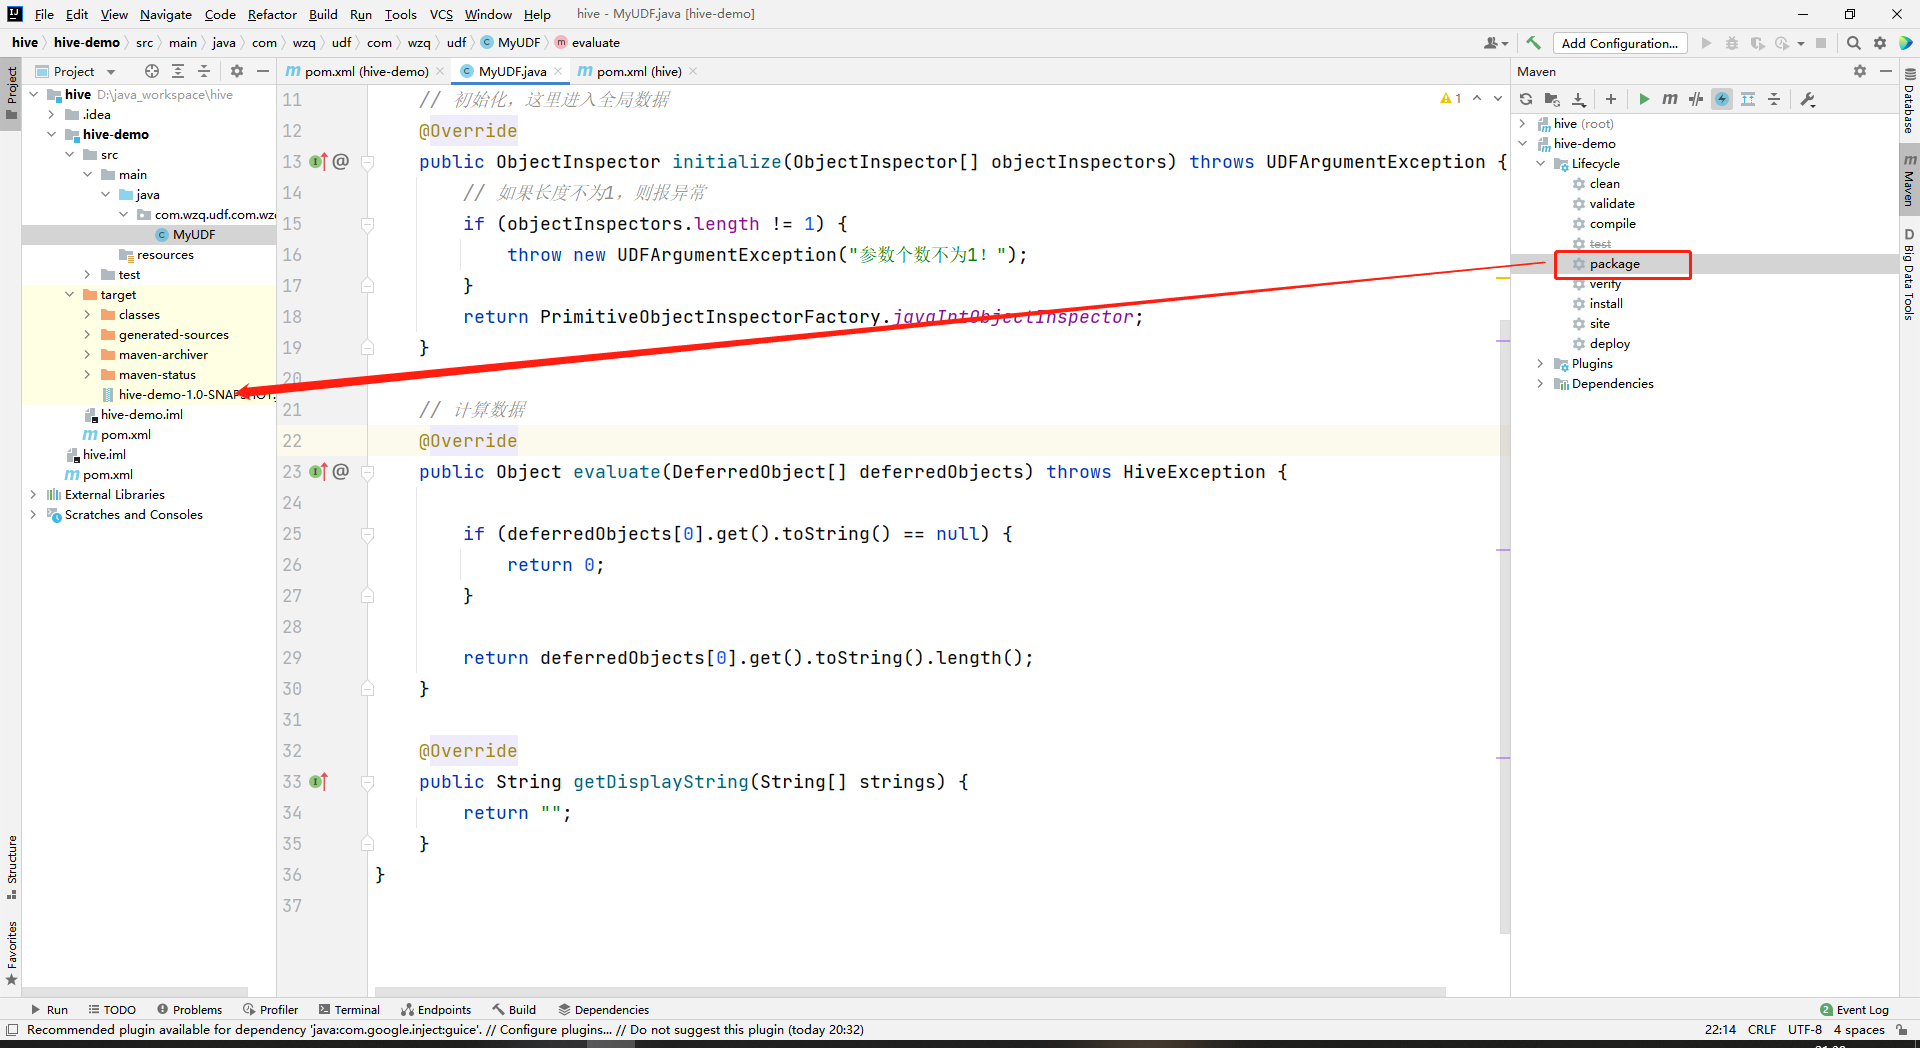 File Edit View Navigate Code Refactor Build Run Tools VCS Window Help hive - MyUDF.java [hive-demo]
hive hive-demo src main java com wzq udf com wzq udf MyUDF evaluate Add Configuration...
Project
pom.xml (hive-demo) MyUDF.java pom.xml (hive)
Maven
Project
hive D:\java_workspace\hive
.idea
hive-demo
src
main
java
com.wzq.udf.com.wz
MyUDF
resources
test
target
classes
generated-sources
maven-archiver
maven-status
hive-demo-1.0-SNAPSHOT.
hive-demo.iml
pom.xml
hive.iml
pom.xml
External Libraries
Scratches and Consoles
Structure
Favorites
1
11 // 初始化，这里进入全局数据
12 @Override
13 public ObjectInspector initialize(ObjectInspector[] objectInspectors) throws UDFArgumentException {
14 // 如果长度不为1，则报异常
15 if (objectInspectors.length != 1) {
16 throw new UDFArgumentException("参数个数不为1！");
17 }
18 return PrimitiveObjectInspectorFactory.javaIntObjectInspector;
19 }
20
21 // 计算数据
22 @Override
23 public Object evaluate(DeferredObject[] deferredObjects) throws HiveException {
24
25 if (deferredObjects[0].get().toString() == null) {
26 return 0;
27 }
28
29 return deferredObjects[0].get().toString().length();
30 }
31
32 @Override
33 public String getDisplayString(String[] strings) {
34 return "";
35 }
36 }
37
hive (root)
hive-demo
Lifecycle
clean
validate
compile
test
package
verify
install
site
deploy
Plugins
Dependencies
Database
Maven
Big Data Tools
Run TODO Problems Profiler Terminal Endpoints Build Dependencies 2 Event Log
Recommended plugin available for dependency 'java:com.google.inject:guice'. // Configure plugins... // Do not suggest this plugin (today 20:32) 22:14 CRLF UTF-8 4 spaces